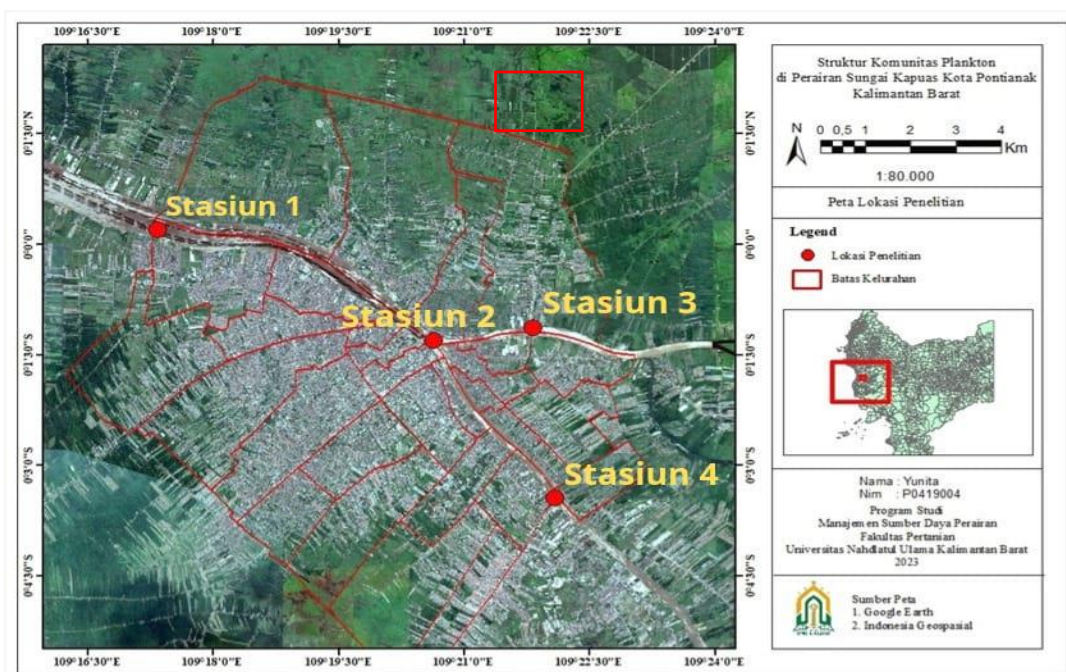 109°16'30"E 109°18'0"E 109°19'30"E 109°21'0"E 109°22'30"E 109°24'0"E
0°1'30"N
0°0'0"
0°1'30"S
0°3'0"S
0°4'30"S
Stasiun 1
Stasiun 2
Stasiun 3
Stasiun 4
0°1'30"N
0°0'0"
0°1'30"S
0°3'0"S
0°4'30"S
109°16'30"E 109°18'0"E 109°19'30"E 109°21'0"E 109°22'30"E 109°24'0"E
Struktur Komunitas Plankton
di Perairan Sungai Kapuas Kota Pontianak
Kalimantan Barat
N
0 0,5 1 2 3 4
Km
1:80.000
Peta Lokasi Penelitian
Legend
Lokasi Penelitian
Batas Kelurahan
Nama : Yunita
Nim : P0419004
Program Studi
Manajemen Sumber Daya Perairan
Fakultas Pertanian
Universitas Nahdlatul Ulama Kalimantan Barat
2023
Sumber Peta
1. Google Earth
2. Indonesia Geospasial